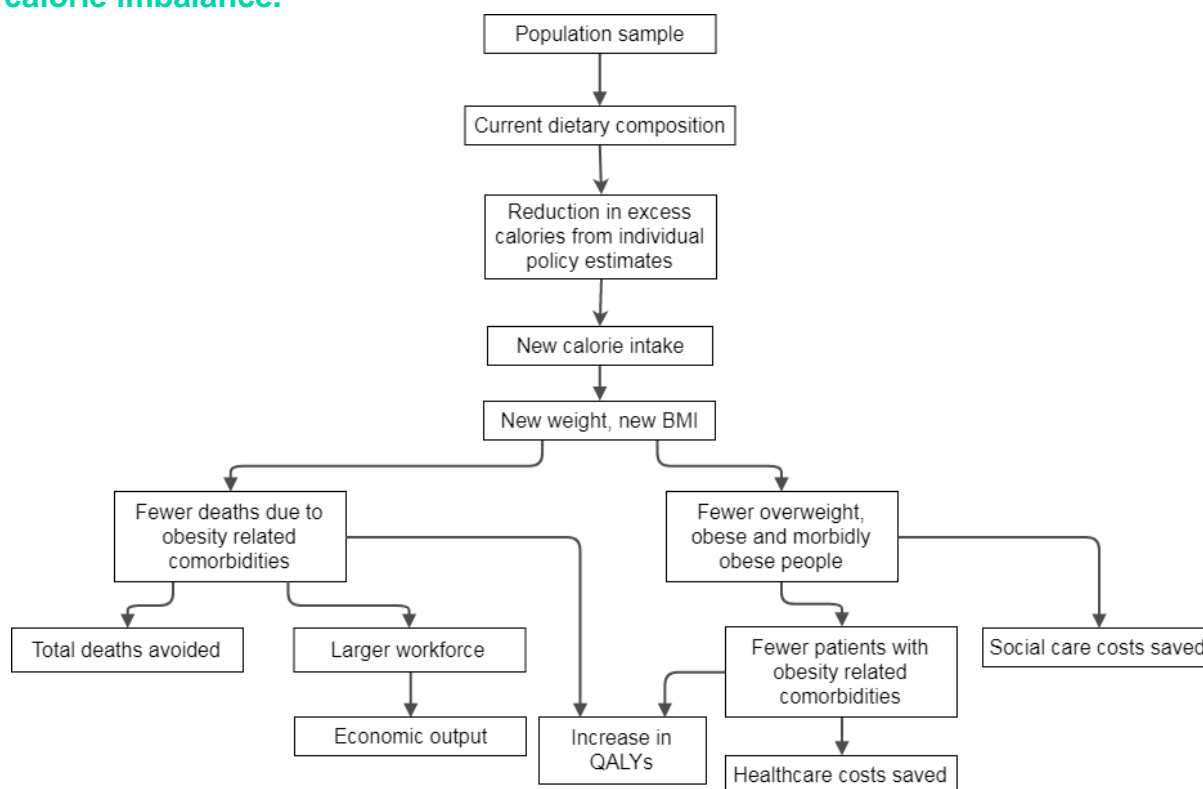 calorie imbalance.
Population sample
Current dietary composition
Reduction in excess
calories from individual
policy estimates
New calorie intake
New weight, new BMI
Fewer deaths due to
obesity related
comorbidities
Fewer overweight,
obese and morbidly
obese people
Total deaths avoided
Larger workforce
Fewer patients with
obesity related
comorbidities
Social care costs saved
Economic output
Increase in
QALYs
Healthcare costs saved